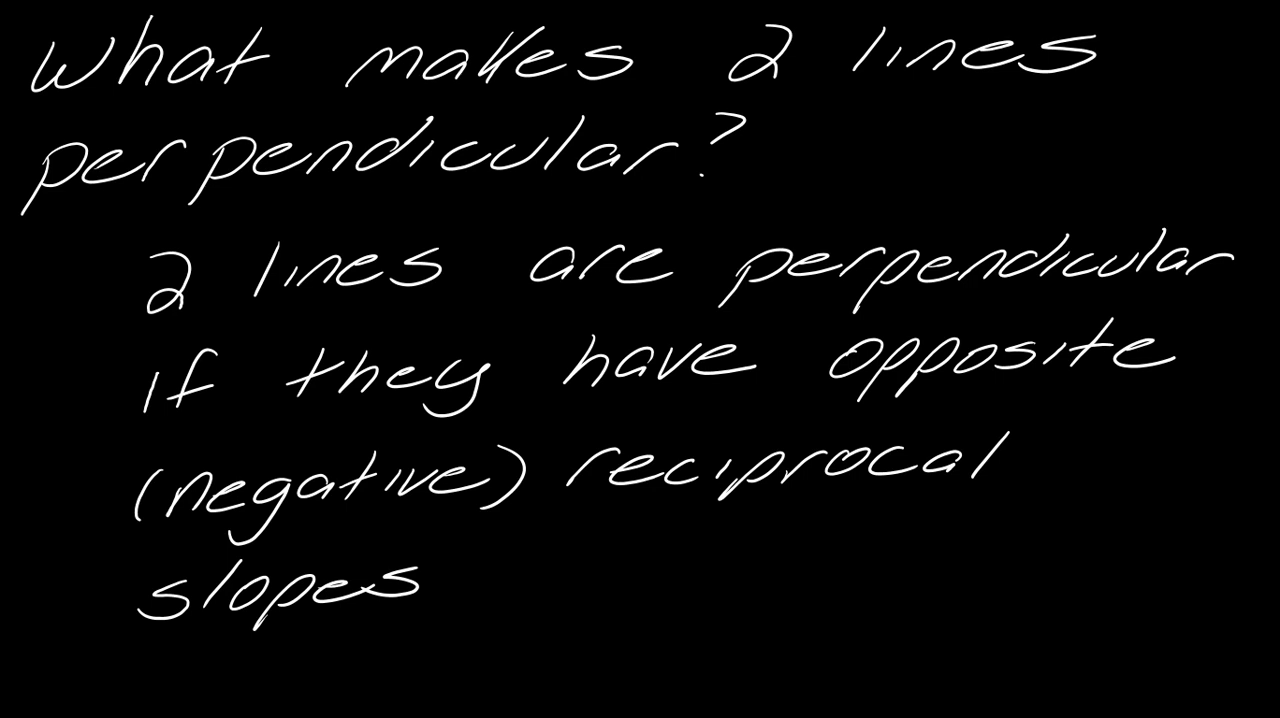 What makes 2 lines
perpendicular?
2 lines are perpendicular
if they have opposite
(negative) reciprocal
slopes